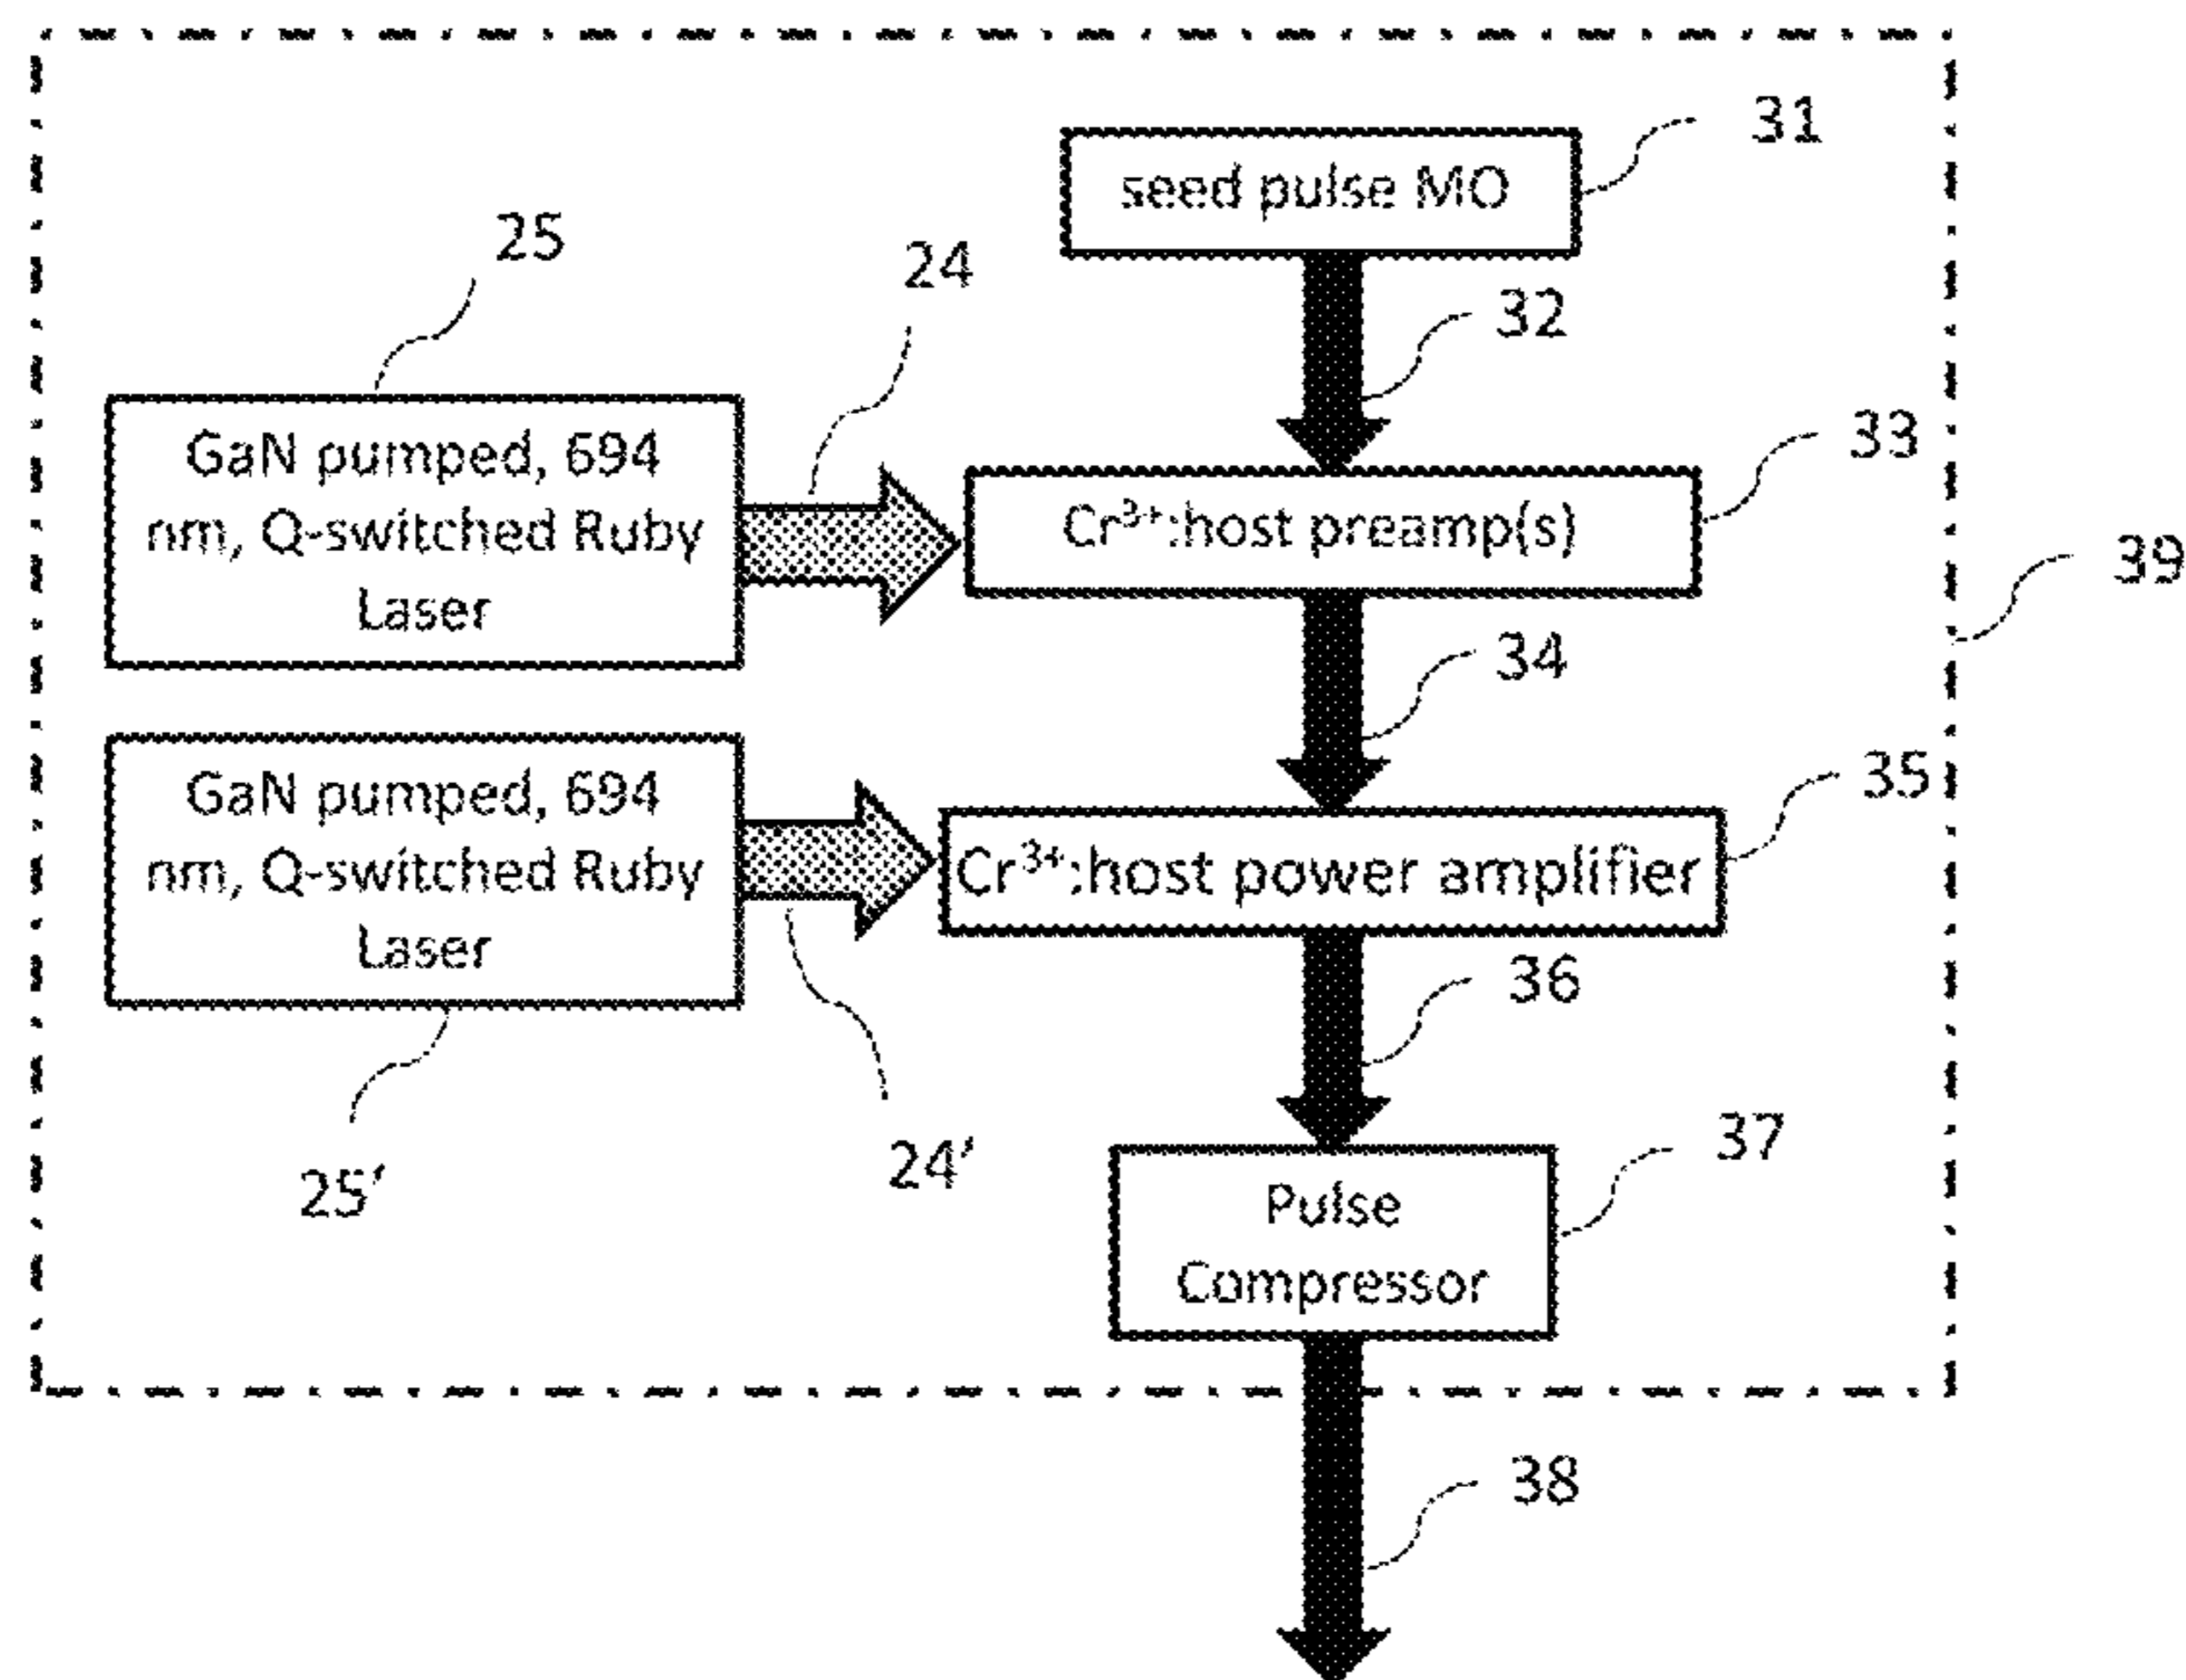 31
seed pulse MO
25
24
32
33
GaN pumped, 694
nm, Q-switched Ruby
Laser
Cr³⁺:host preamp(s)
39
34
35
GaN pumped, 694
nm, Q-switched Ruby
Laser
Cr³⁺:host power amplifier
36
37
25'
24'
Pulse
Compressor
38